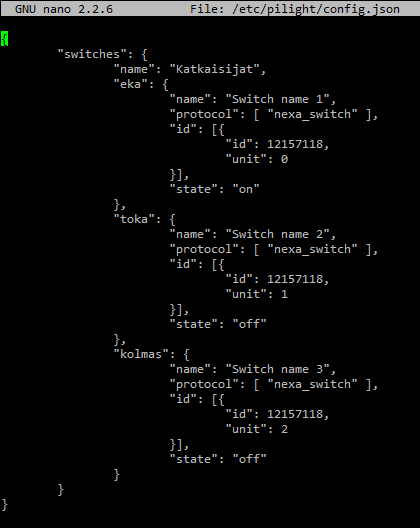 GNU nano 2.2.6 File: /etc/pilight/config.json
{
"switches": {
"name": "Katkaisijat",
"eka": {
"name": "Switch name 1",
"protocol": [ "nexa_switch" ],
"id": [{
"id": 12157118,
"unit": 0
}],
"state": "on"
},
"toka": {
"name": "Switch name 2",
"protocol": [ "nexa_switch" ],
"id": [{
"id": 12157118,
"unit": 1
}],
"state": "off"
},
"kolmas": {
"name": "Switch name 3",
"protocol": [ "nexa_switch" ],
"id": [{
"id": 12157118,
"unit": 2
}],
"state": "off"
}
}
}